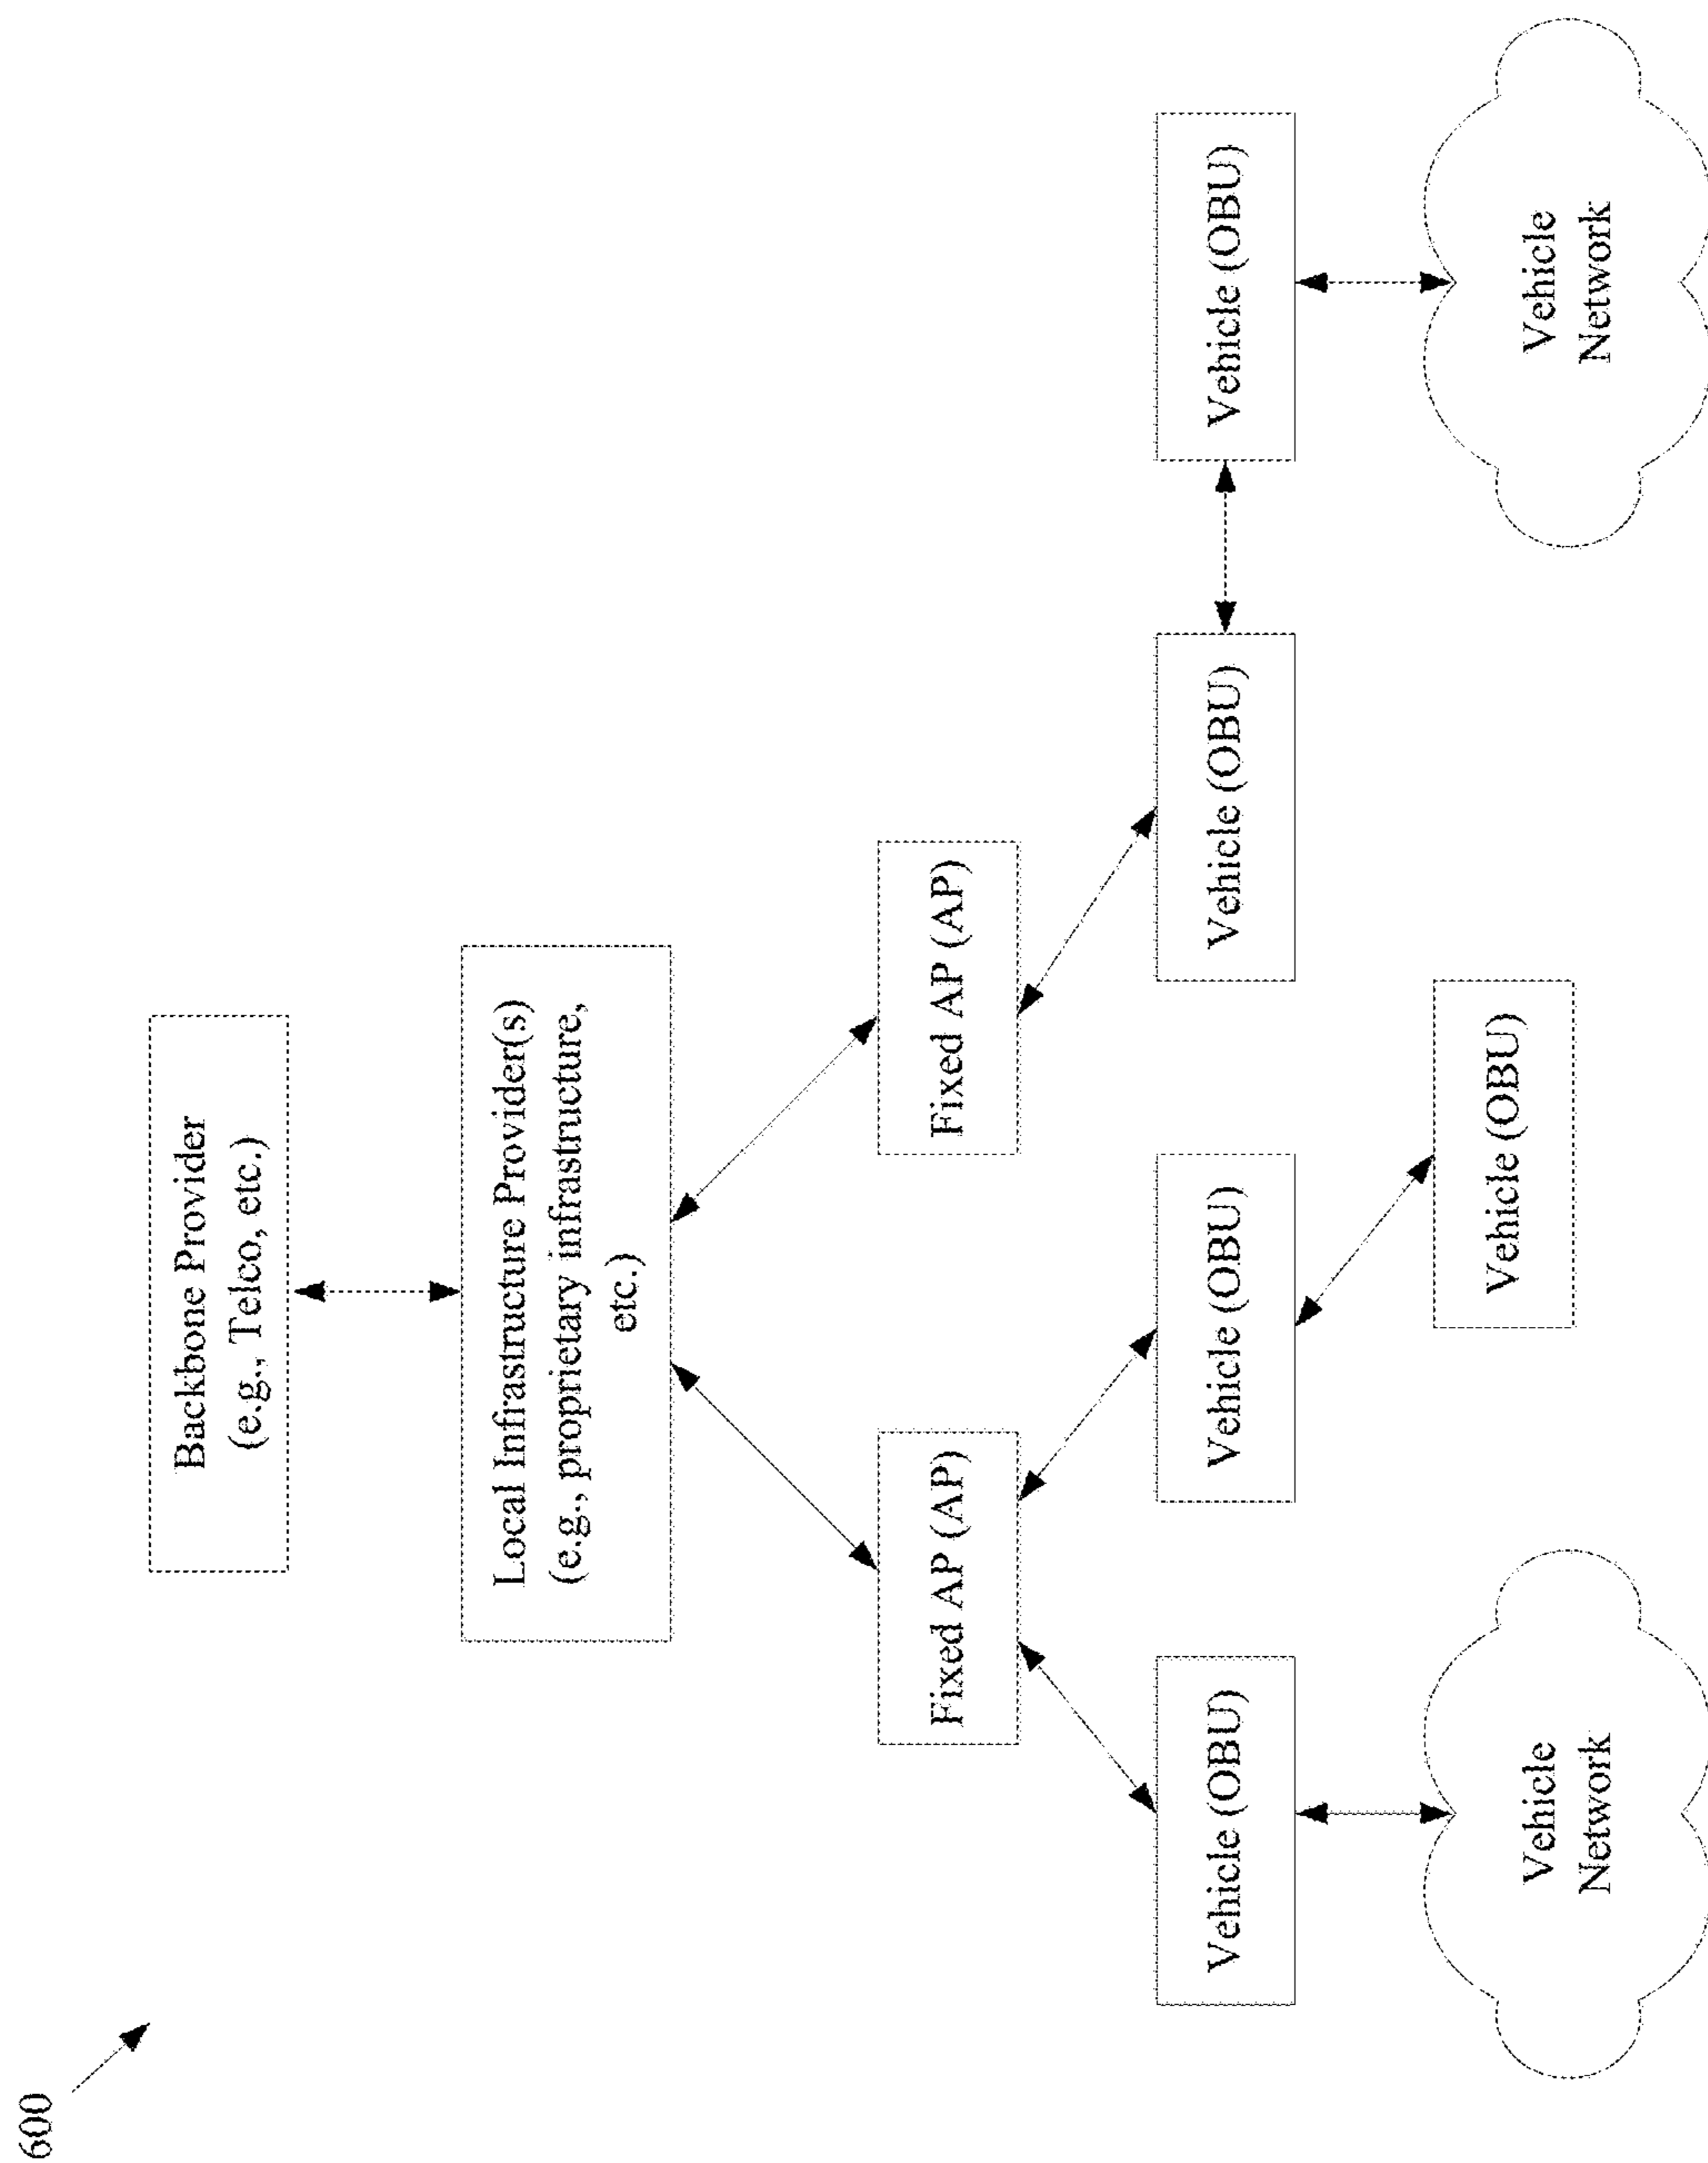 600
Backbone Provider
(e.g., Telco, etc.)
Local Infrastructure Provider(s)
(e.g., proprietary infrastructure,
etc.)
Fixed AP (AP)
Fixed AP (AP)
Vehicle (OBU)
Vehicle (OBU)
Vehicle (OBU)
Vehicle (OBU)
Vehicle (OBU)
Vehicle
Network
Vehicle
Network